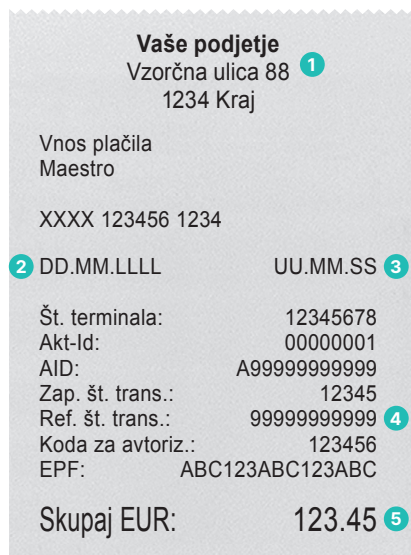 Vaše podjetje
Vzorčna ulica 88 1
1234 Kraj
Vnos plačila
Maestro
XXXX 123456 1234
2 DD.MM.LLLL UU.MM.SS 3
Št. terminala: 12345678
Akt-Id: 00000001
AID: A99999999999
Zap. št. trans.: 12345
Ref. št. trans.: 99999999999 4
Koda za avtoriz.: 123456
EPF: ABC123ABC123ABC
Skupaj EUR: 123.45 5